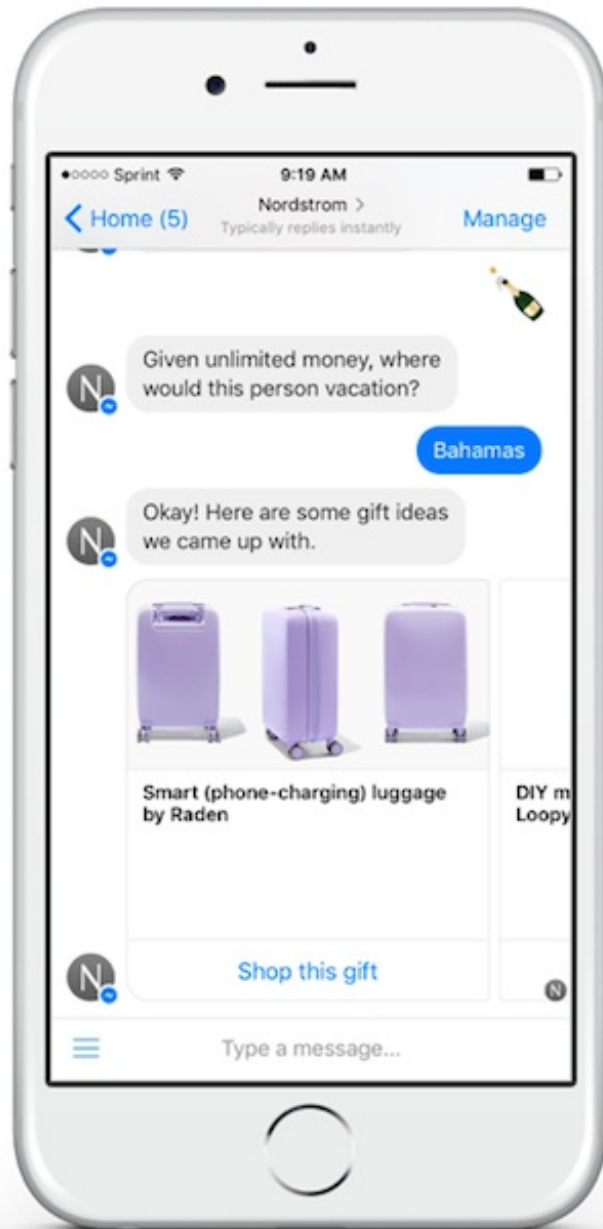 Sprint
9:19 AM
Home (5)
Nordstrom >
Typically replies instantly
Manage
Given unlimited money, where
would this person vacation?
N
Bahamas
Okay! Here are some gift ideas
we came up with.
N
Smart (phone-charging) luggage
by Raden
DIY m
Loopy
Shop this gift
N
N
Type a message...